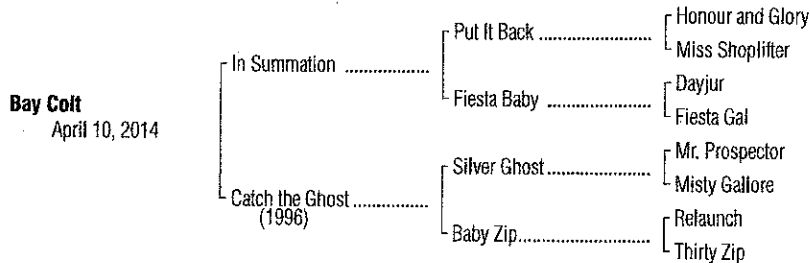 Honour and Glory
Put It Back ..................
Miss Shoplifter
In Summation ..................
Dayjur
Fiesta Baby ..................
Fiesta Gal
Bay Colt
April 10, 2014
Mr. Prospector
Silver Ghost ..................
Misty Gallore
Catch the Ghost ..................
(1996)
Relaunch
Baby Zip..................
Thirty Zip